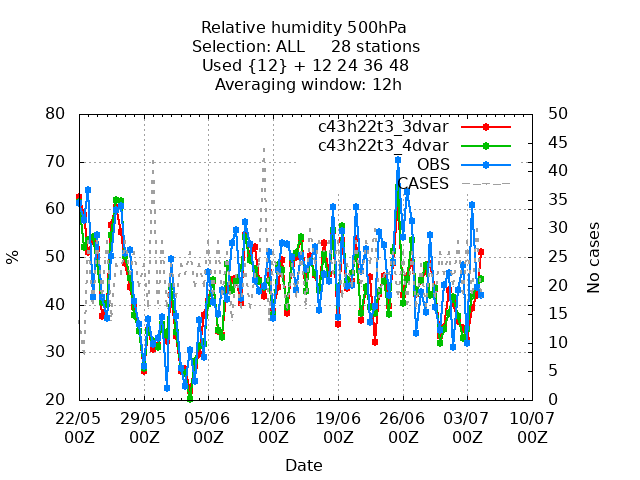 Relative humidity 500hPa
Selection: ALL     28 stations
Used {12} + 12 24 36 48
Averaging window: 12h
80 50
c43h22t3_3dvar
45
c43h22t3_4dvar
70 40
OBS
CASES
35
60
30
%
50 25
No cases
20
40
15
30 10
5
20 0
22/05 29/05 05/06 12/06 19/06 26/06 03/07 10/07
00Z 00Z 00Z 00Z 00Z 00Z 00Z 00Z
Date